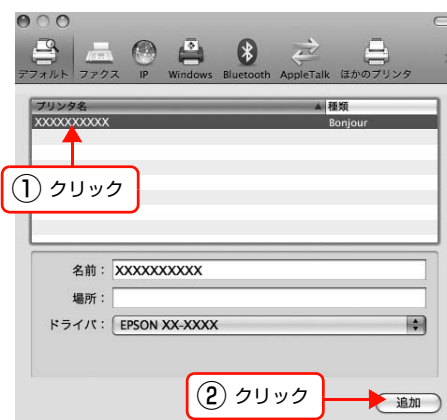 デフォルト ファクス IP Windows Bluetooth AppleTalk ほかのプリンタ
プリンタ名 種類
XXXXXXXXXX Bonjour
① クリック
名前： XXXXXXXXXX
場所：
ドライバ： EPSON XX-XXXX
② クリック 追加